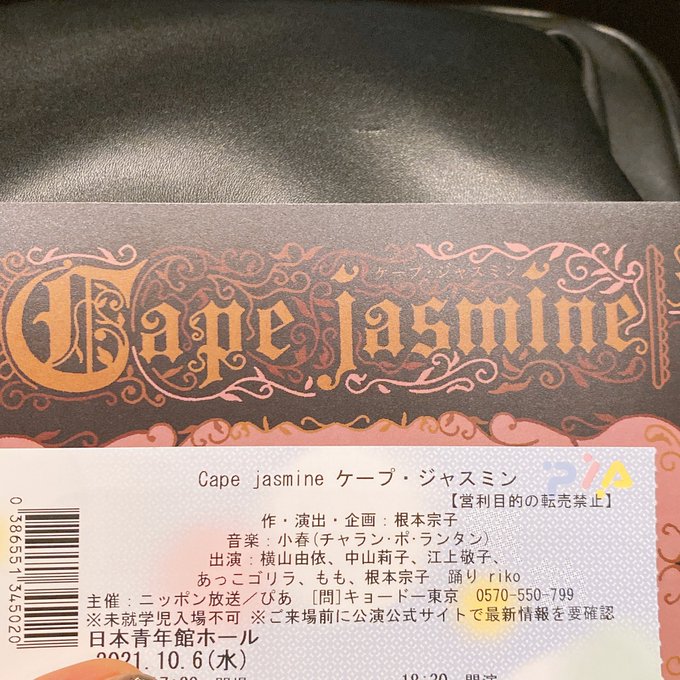 ケープ・ジャスミン
Cape jasmine
Cape jasmine ケープ・ジャスミン
PIA
【営利目的の転売禁止】
作・演出・企画:根本宗子
音楽:小春(チャラン・ポ・ランタン)
出演:横山由依、中山莉子、江上敬子、
あっこゴリラ、もも、根本宗子 踊り riko
主催:ニッポン放送/ぴあ [問]キョードー東京 0570-550-799
※未就学児入場不可 ※ご来場前に公演公式サイトで最新情報を要確認
日本青年館ホール
2021.10.6(水)
18:30 開演
0386551345020